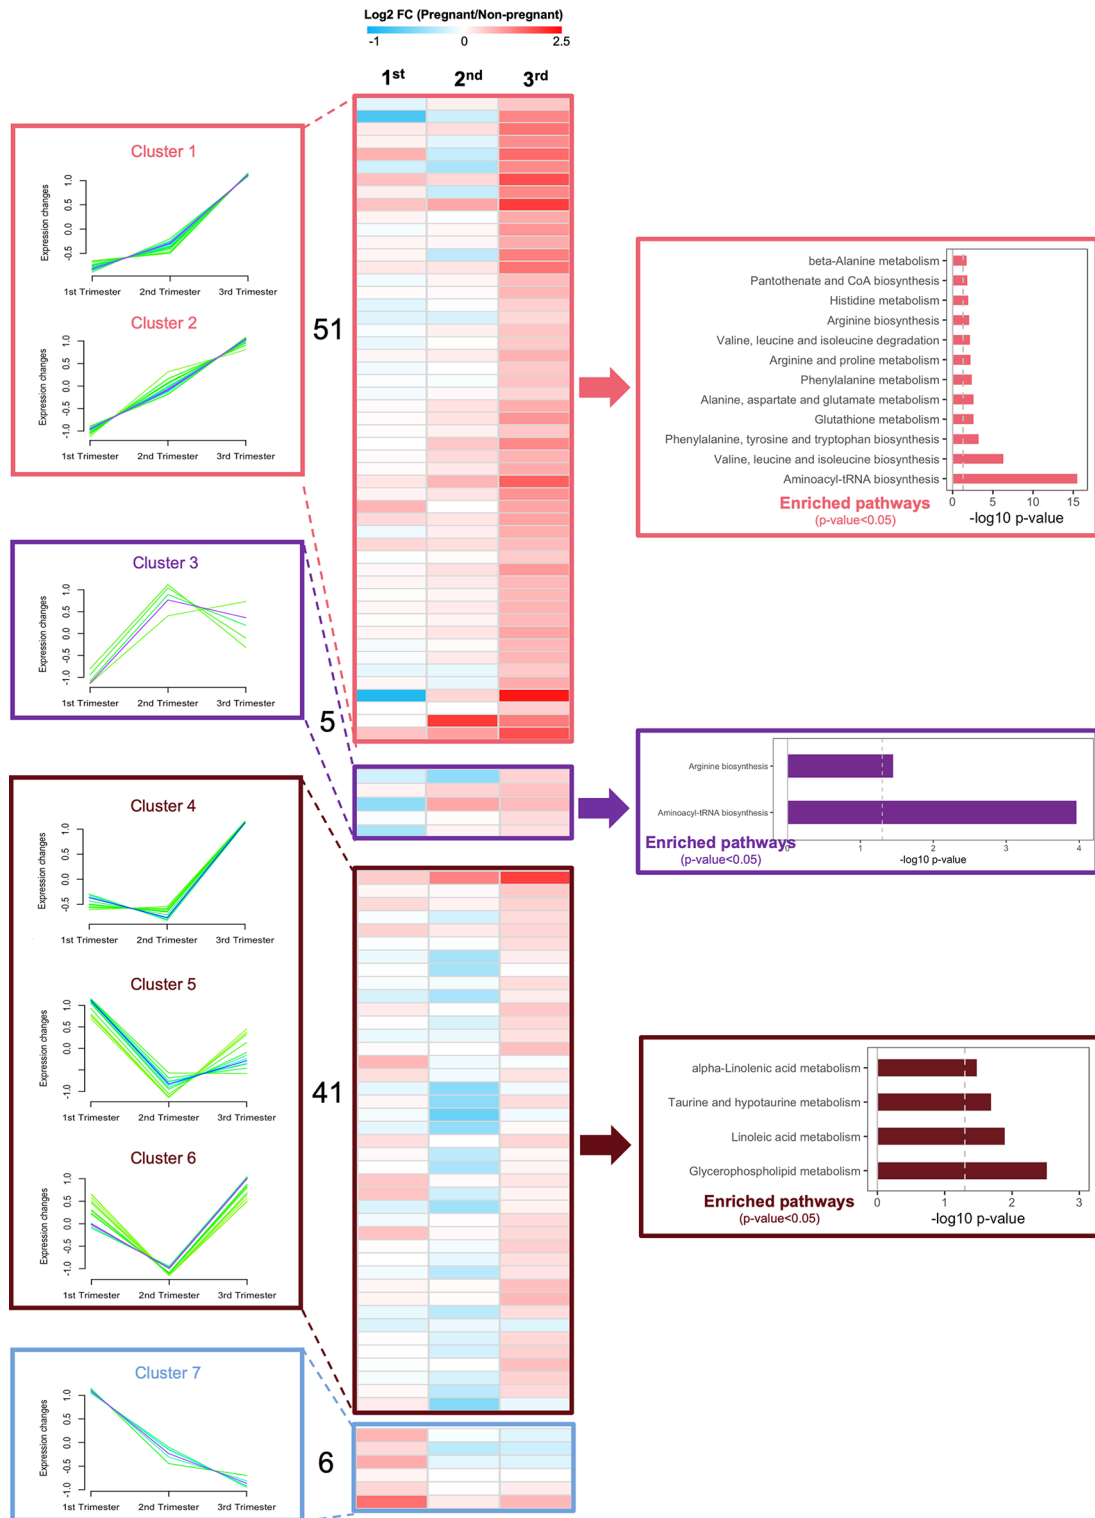 Log2 FC (Pregnant/Non-pregnant)
-1 0 2.5
1st 2nd 3rd
Cluster 1
Expression changes
1.0
0.5
0.0
-0.5
1st Trimester 2nd Trimester 3rd Trimester
Cluster 2
Expression changes
1.0
0.5
0.0
-0.5
-1.0
1st Trimester 2nd Trimester 3rd Trimester
51
beta-Alanine metabolism
Pantothenate and CoA biosynthesis
Histidine metabolism
Arginine biosynthesis
Valine, leucine and isoleucine degradation
Arginine and proline metabolism
Phenylalanine metabolism
Alanine, aspartate and glutamate metabolism
Glutathione metabolism
Phenylalanine, tyrosine and tryptophan biosynthesis
Valine, leucine and isoleucine biosynthesis
Aminoacyl-tRNA biosynthesis
0 5 10 15
-log10 p-value
Enriched pathways
(p-value<0.05)
Cluster 3
Expression changes
1.0
0.5
0.0
-0.5
-1.0
1st Trimester 2nd Trimester 3rd Trimester
5
Arginine biosynthesis
Aminoacyl-tRNA biosynthesis
0 1 2 3 4
-log10 p-value
Enriched pathways
(p-value<0.05)
Cluster 4
Expression changes
1.0
0.5
0.0
-0.5
1st Trimester 2nd Trimester 3rd Trimester
Cluster 5
Expression changes
1.0
0.5
0.0
-0.5
-1.0
1st Trimester 2nd Trimester 3rd Trimester
Cluster 6
Expression changes
1.0
0.5
0.0
-0.5
-1.0
1st Trimester 2nd Trimester 3rd Trimester
41
alpha-Linolenic acid metabolism
Taurine and hypotaurine metabolism
Linoleic acid metabolism
Glycerophospholipid metabolism
0 1 2 3
-log10 p-value
Enriched pathways
(p-value<0.05)
Cluster 7
Expression changes
1.0
0.5
0.0
-0.5
-1.0
1st Trimester 2nd Trimester 3rd Trimester
6